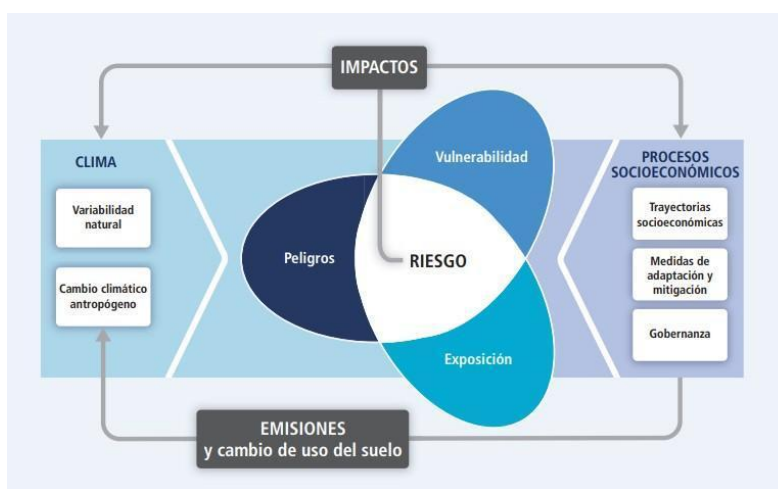 IMPACTOS
CLIMA
Variabilidad
natural
Cambio climático
antropógeno
Vulnerabilidad
Peligros
RIESGO
Exposición
PROCESOS
SOCIOECONÓMICOS
Trayectorias
socioeconómicas
Medidas de
adaptación y
mitigación
Gobernanza
EMISIONES
y cambio de uso del suelo